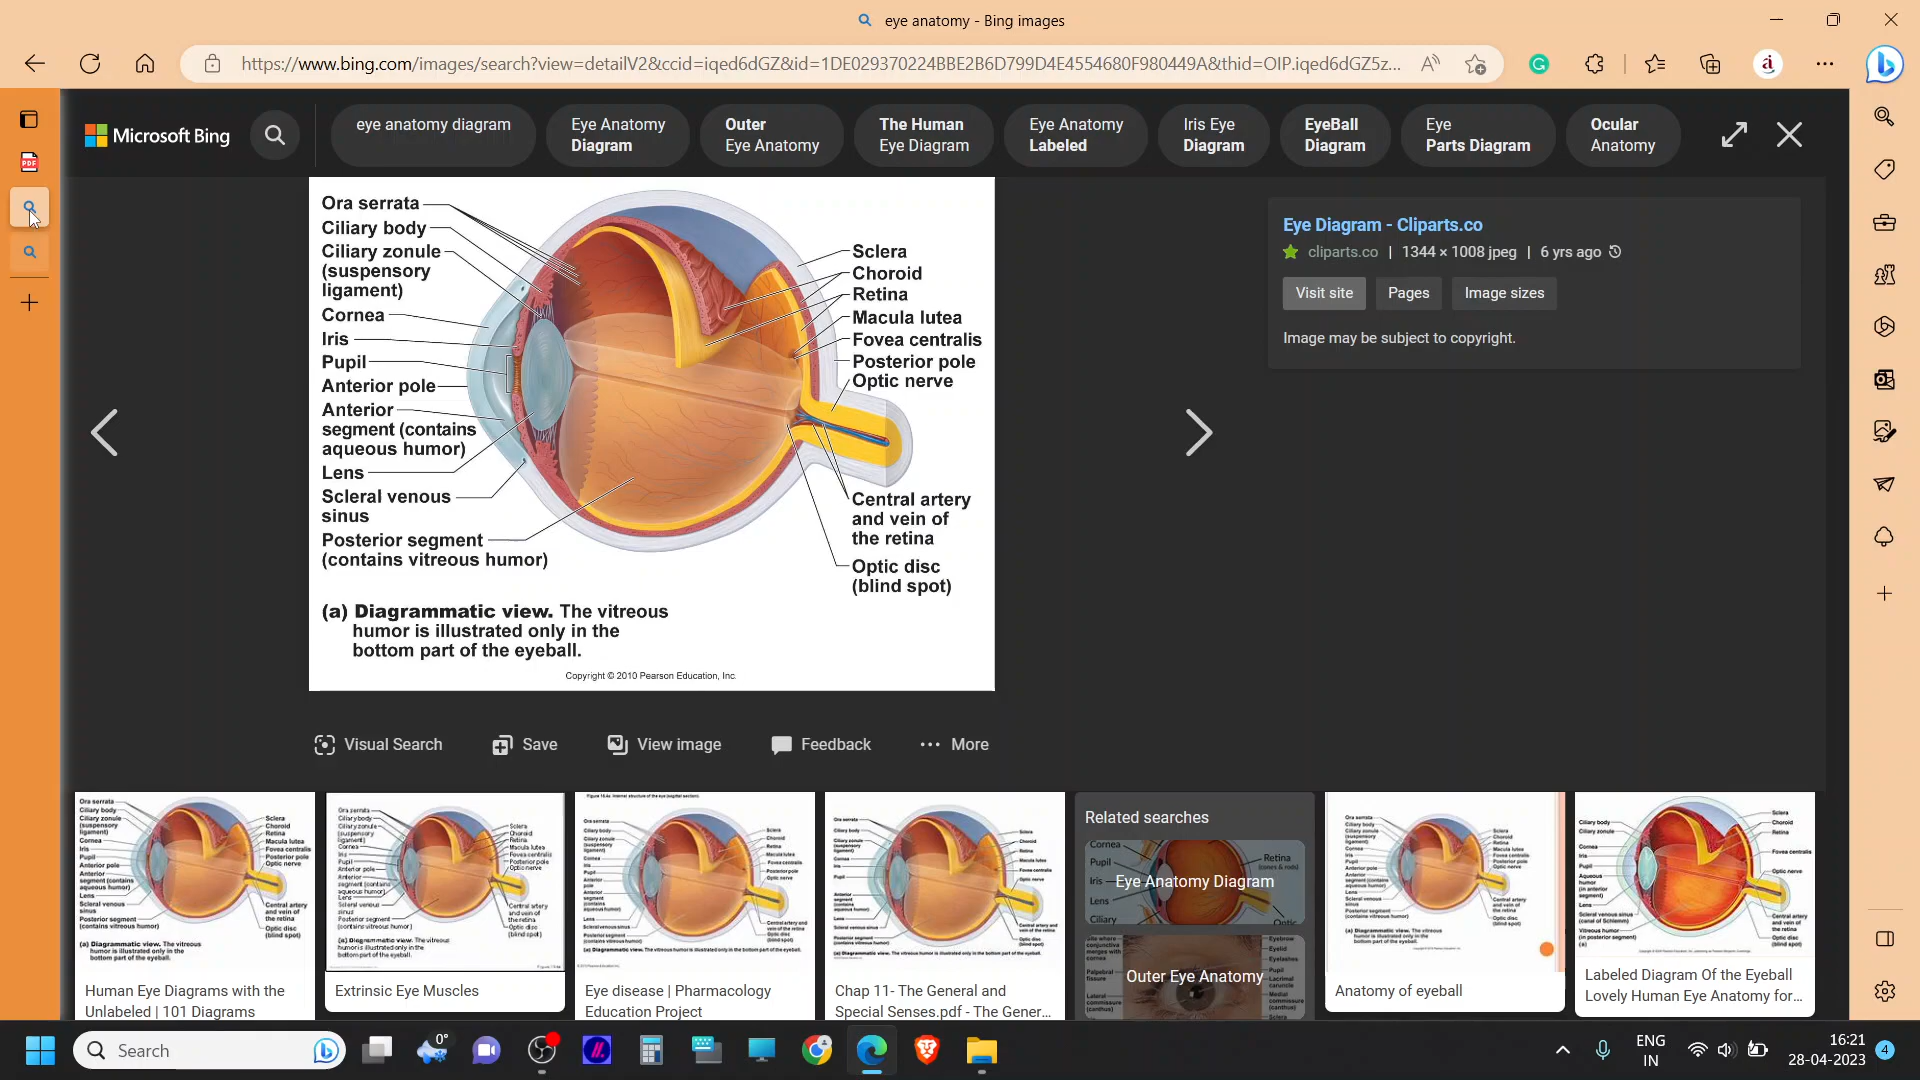 eye anatomy - Bing images
https://www.bing.com/images/search?view=detailV2&ccid=iqed6dGZ&id=1DE029370224BBE2B6D799D4E4554680F980449A&thid=OIP.iqed6dGZ5z...
Microsoft Bing
eye anatomy diagram
Eye Anatomy
Diagram
Outer
Eye Anatomy
The Human
Eye Diagram
Eye Anatomy
Labeled
Iris Eye
Diagram
EyeBall
Diagram
Eye
Parts Diagram
Ocular
Anatomy
Ora serrata
Ciliary body
Ciliary zonule
(suspensory
ligament)
Cornea
Iris
Pupil
Anterior pole
Anterior
segment (contains
aqueous humor)
Lens
Scleral venous
sinus
Posterior segment
(contains vitreous humor)
Sclera
Choroid
Retina
Macula lutea
Fovea centralis
Posterior pole
Optic nerve
Central artery
and vein of
the retina
Optic disc
(blind spot)
(a) Diagrammatic view. The vitreous
humor is illustrated only in the
bottom part of the eyeball.
Copyright © 2010 Pearson Education, Inc.
Eye Diagram - Cliparts.co
cliparts.co | 1344 × 1008 jpeg | 6 yrs ago
Visit site
Pages
Image sizes
Image may be subject to copyright.
Visual Search
Save
View image
Feedback
More
Human Eye Diagrams with the
Unlabeled | 101 Diagrams
Extrinsic Eye Muscles
Eye disease | Pharmacology
Education Project
Chap 11- The General and
Special Senses.pdf - The Gener...
Related searches
Eye Anatomy Diagram
Outer Eye Anatomy
Anatomy of eyeball
Labeled Diagram Of the Eyeball
Lovely Human Eye Anatomy for...
Search
0°
ENG
IN
16:21
28-04-2023
4